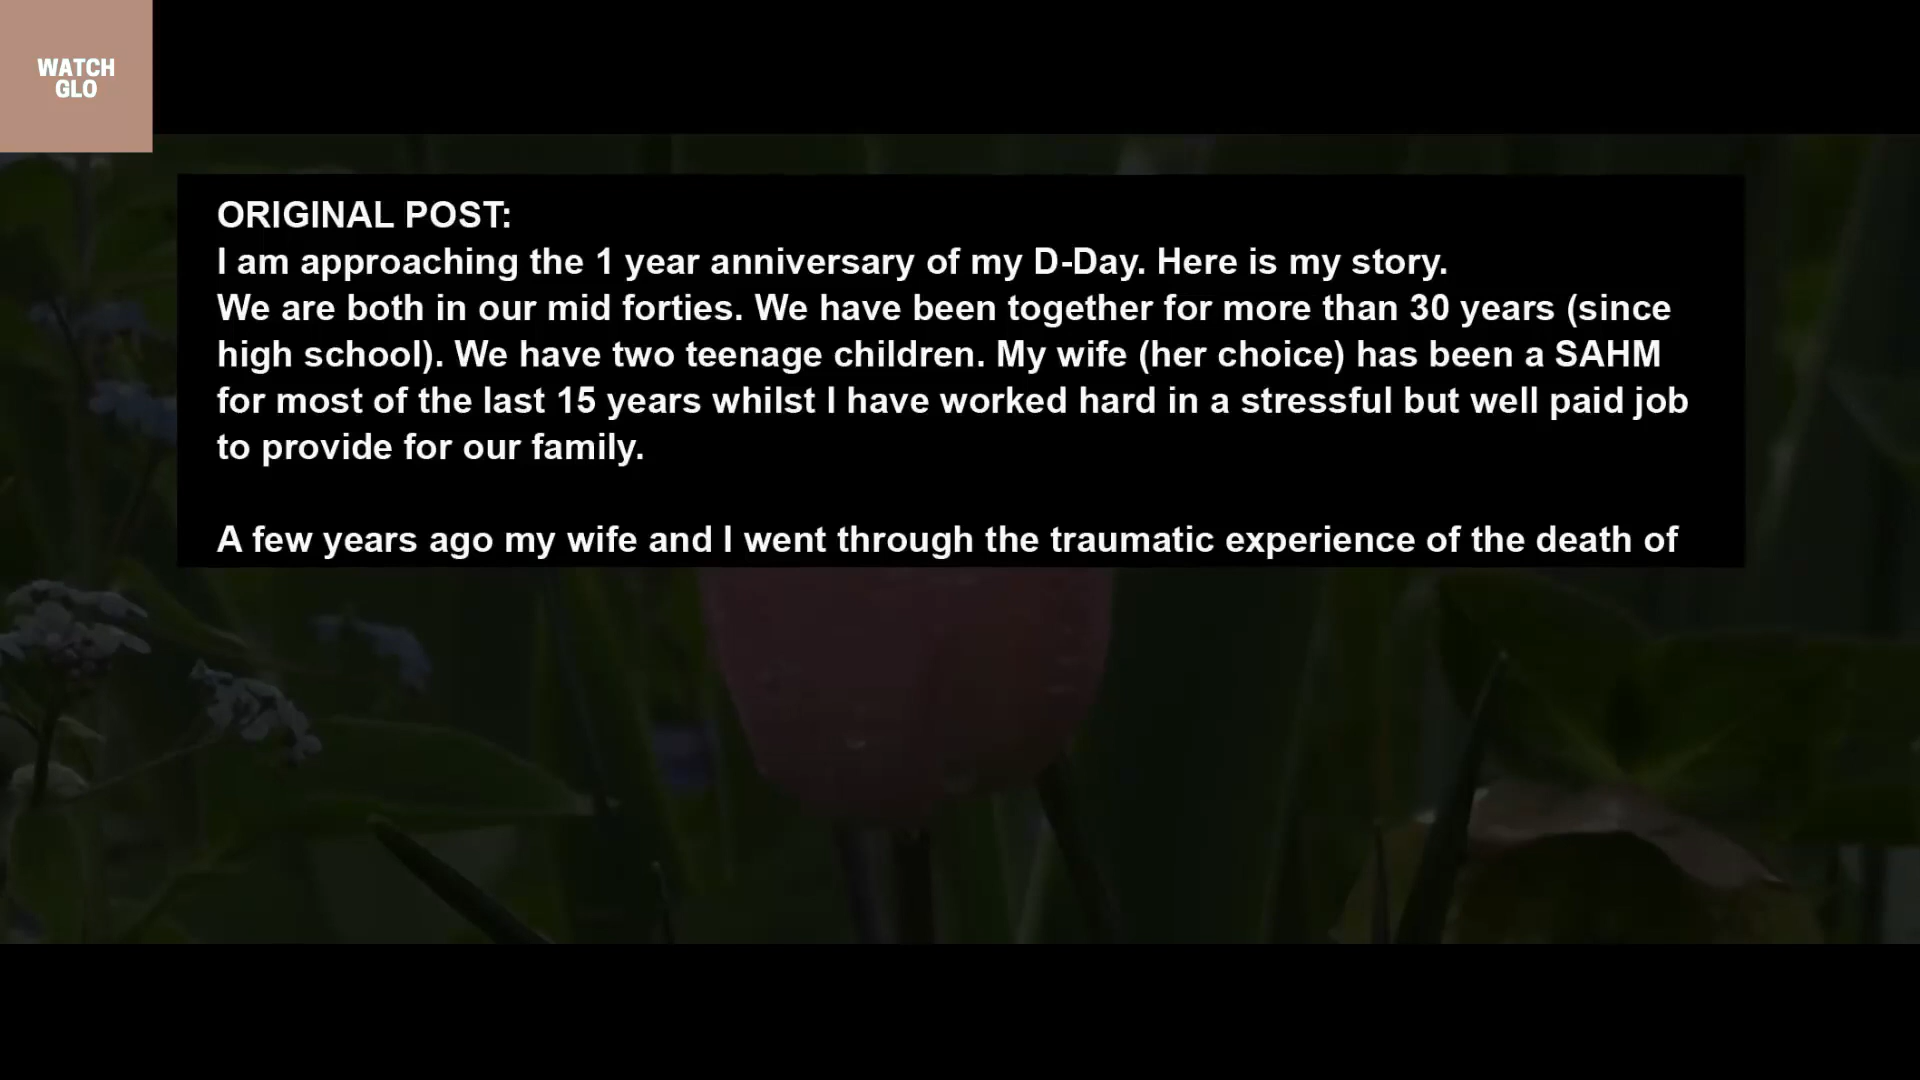 WATCH
GLO
ORIGINAL POST:
I am approaching the 1 year anniversary of my D-Day. Here is my story.
We are both in our mid forties. We have been together for more than 30 years (since
high school). We have two teenage children. My wife (her choice) has been a SAHM
for most of the last 15 years whilst I have worked hard in a stressful but well paid job
to provide for our family.
A few years ago my wife and I went through the traumatic experience of the death of